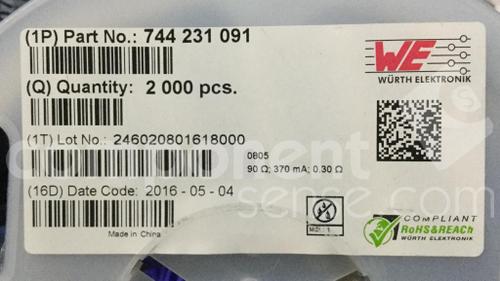 (1P) Part No.: 744 231 091
WE
WÜRTH ELEKTRONIK
(Q) Quantity: 2 000 pcs.
(1T) Lot No.: 246020801618000
0805
90 Ω; 370 mA; 0.30 Ω
(16D) Date Code: 2016 - 05 - 04
Made in China
MSL: 1
COMPLIANT
RoHS&REACh
WÜRTH ELEKTRONIK
component
sense.com